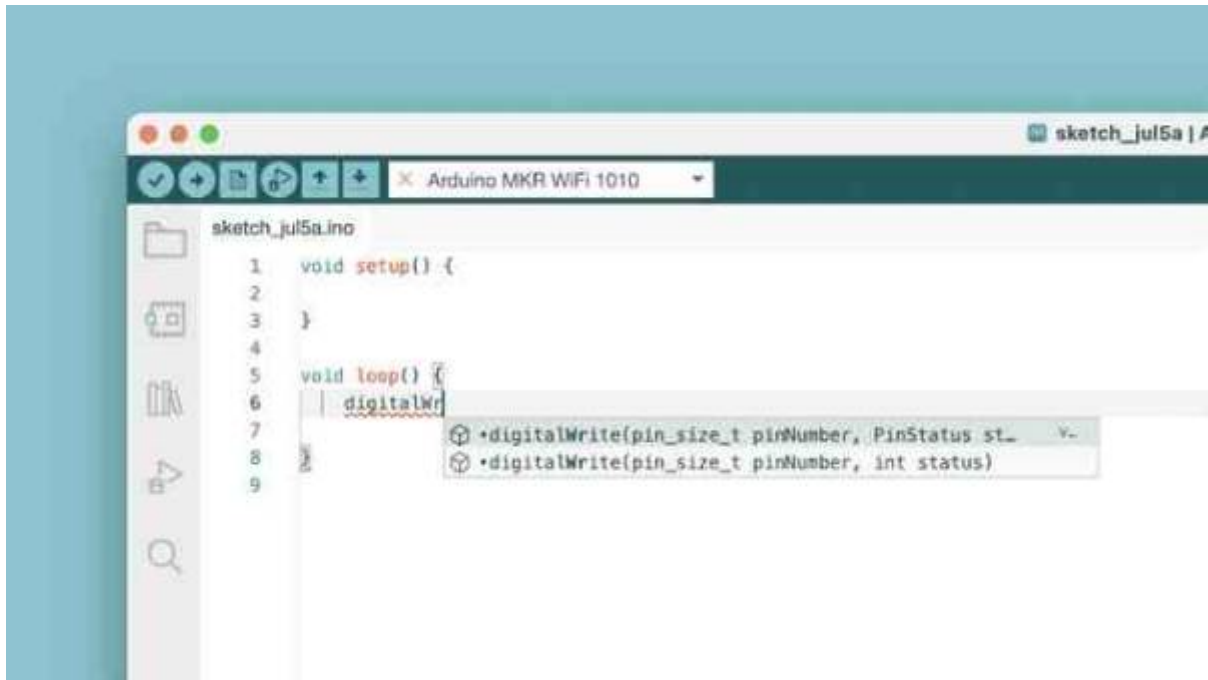 sketch_jul5a | A
Arduino MKR WiFi 1010
sketch_jul5a.ino
1 void setup() {
2
3 }
4
5 void loop() {
6 digitalWr
7 •digitalWrite(pin_size_t pinNumber, PinStatus st…
8 } •digitalWrite(pin_size_t pinNumber, int status)
9